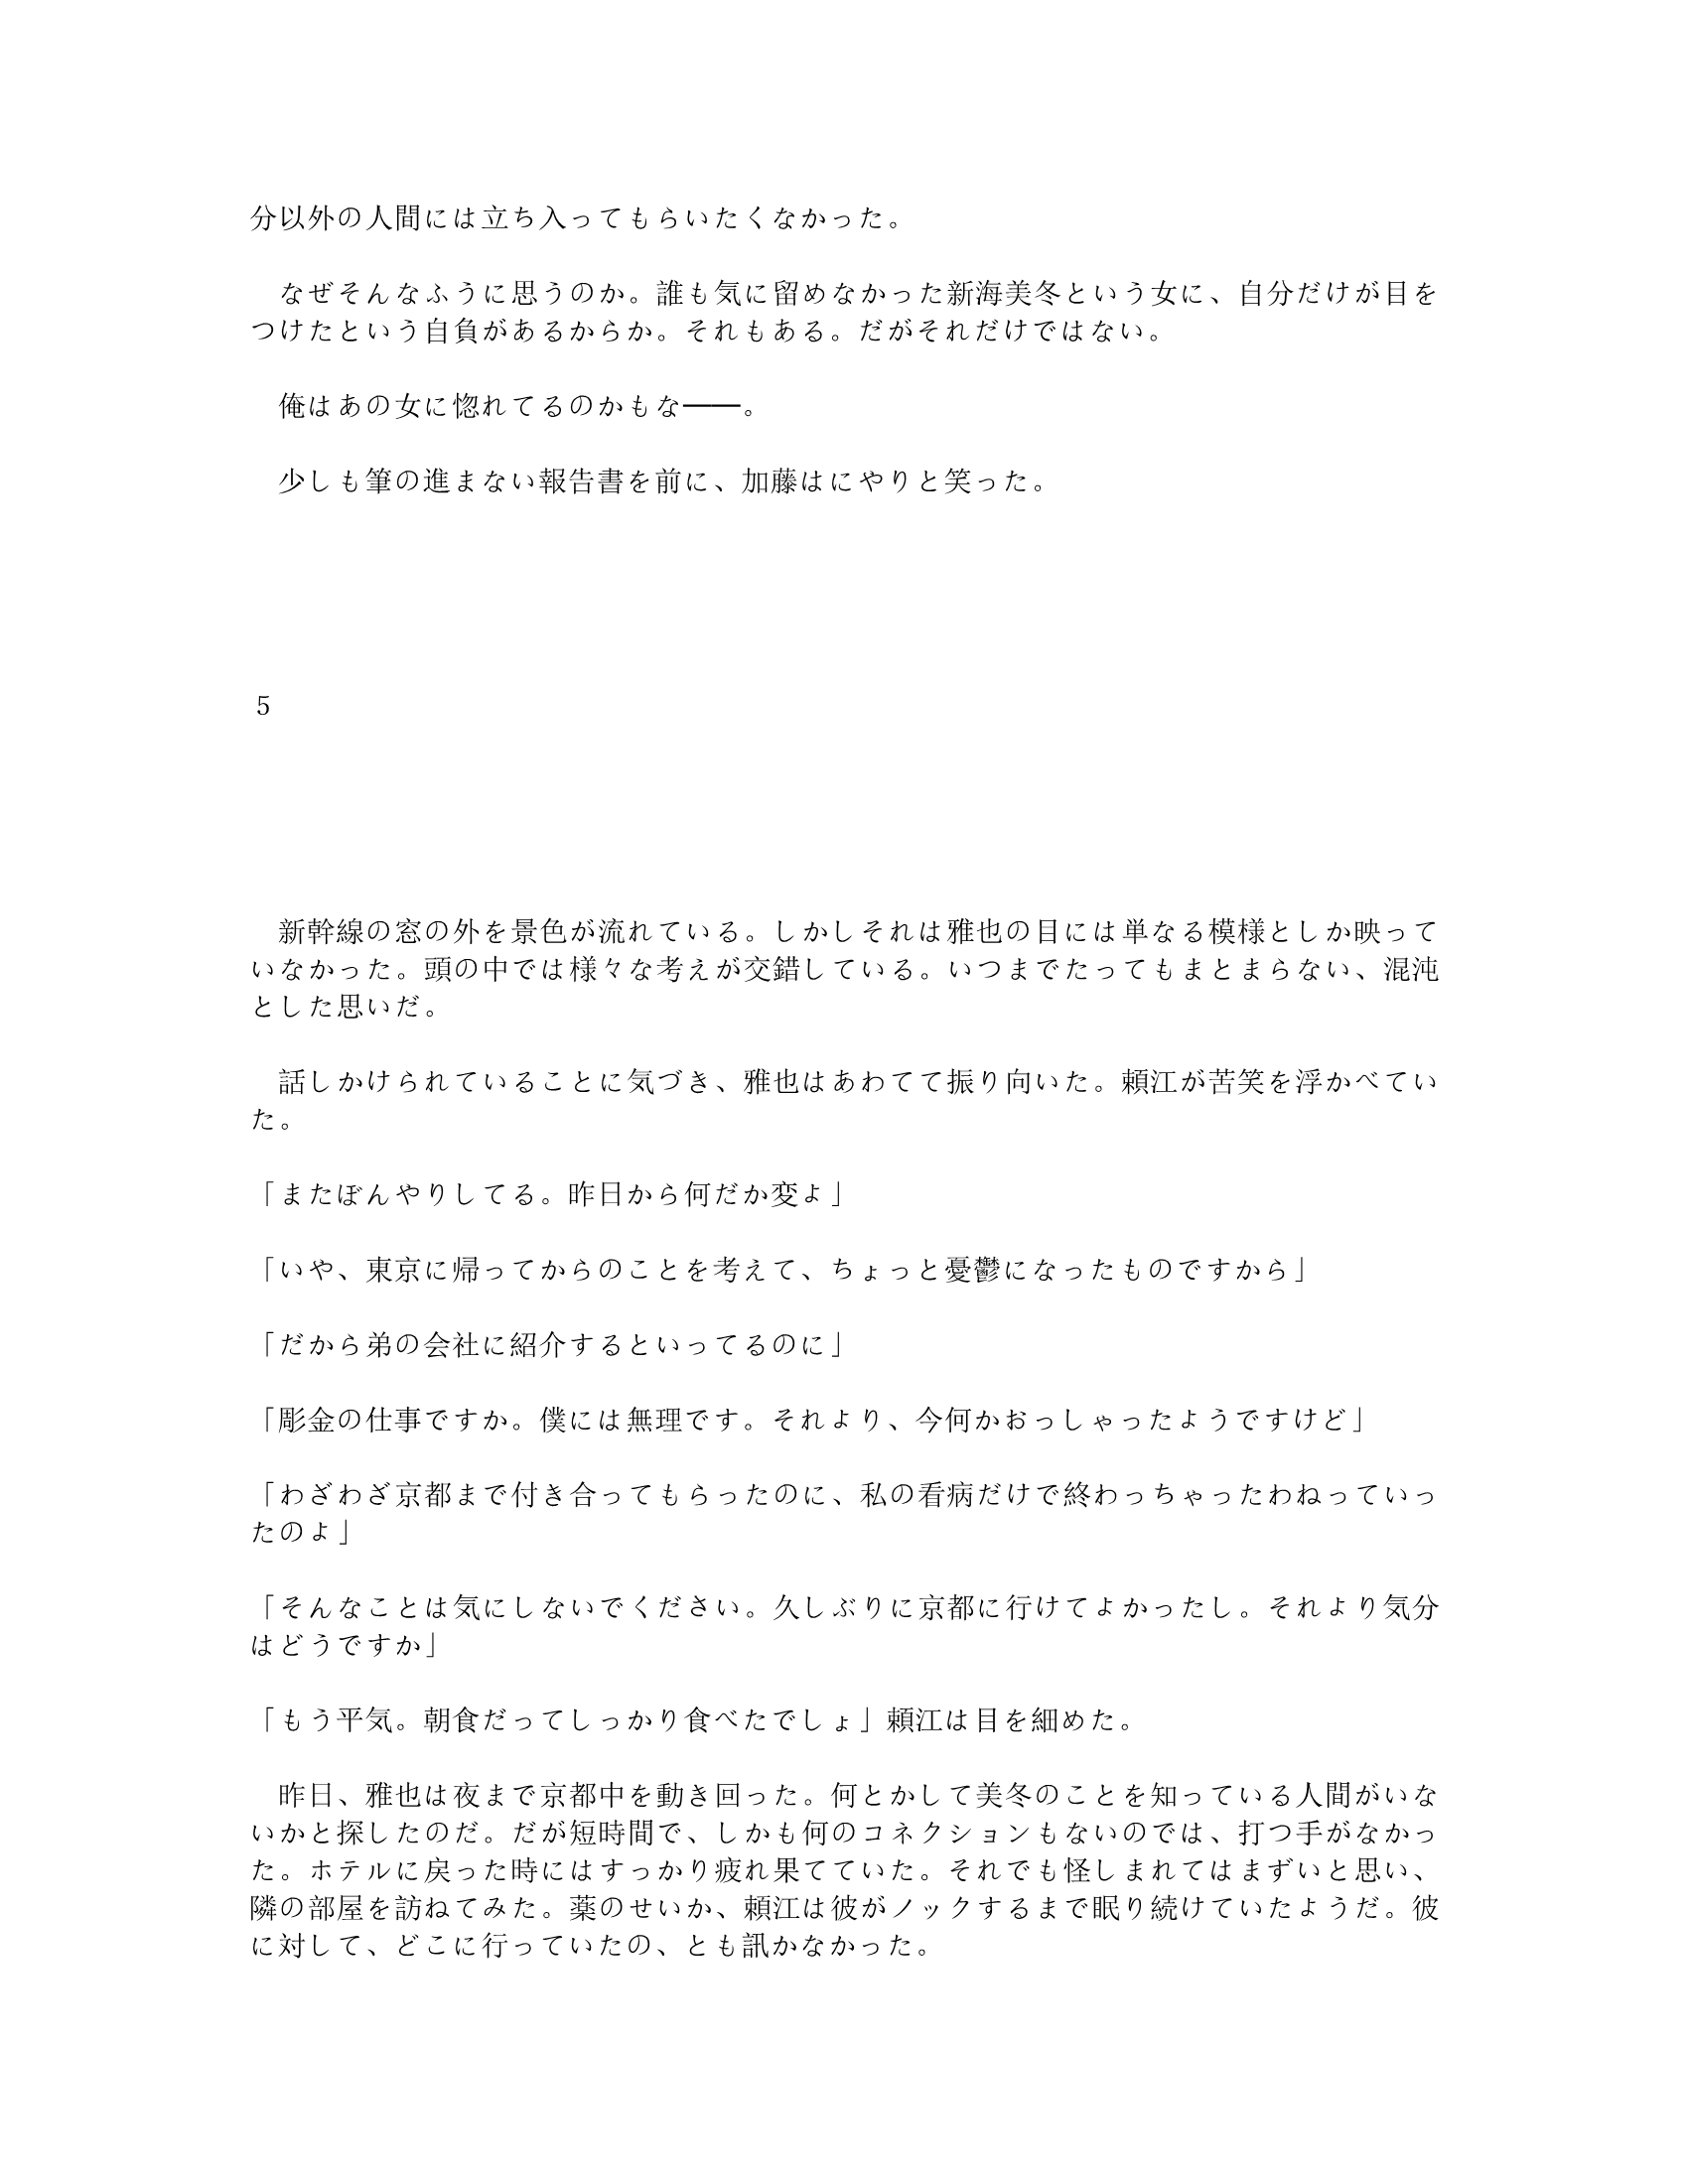 分以外の人間には立ち入ってもらいたくなかった。
なぜそんなふうに思うのか。誰も気に留めなかった新海美冬という女に、自分だけが目を
つけたという自負があるからか。それもある。だがそれだけではない。
俺はあの女に惚れてるのかもな――。
少しも筆の進まない報告書を前に、加藤はにやりと笑った。
5
新幹線の窓の外を景色が流れている。しかしそれは雅也の目には単なる模様としか映って
いなかった。頭の中では様々な考えが交錯している。いつまでたってもまとまらない、混沌
とした思いだ。
話しかけられていることに気づき、雅也はあわてて振り向いた。頼江が苦笑を浮かべてい
た。
「またぼんやりしてる。昨日から何だか変よ」
「いや、東京に帰ってからのことを考えて、ちょっと憂鬱になったものですから」
「だから弟の会社に紹介するといってるのに」
「彫金の仕事ですか。僕には無理です。それより、今何かおっしゃったようですけど」
「わざわざ京都まで付き合ってもらったのに、私の看病だけで終わっちゃったわねっていっ
たのよ」
「そんなことは気にしないでください。久しぶりに京都に行けてよかったし。それより気分
はどうですか」
「もう平気。朝食だってしっかり食べたでしょ」頼江は目を細めた。
昨日、雅也は夜まで京都中を動き回った。何とかして美冬のことを知っている人間がいな
いかと探したのだ。だが短時間で、しかも何のコネクションもないのでは、打つ手がなかっ
た。ホテルに戻った時にはすっかり疲れ果てていた。それでも怪しまれてはまずいと思い、
隣の部屋を訪ねてみた。薬のせいか、頼江は彼がノックするまで眠り続けていたようだ。彼
に対して、どこに行っていたの、とも訊かなかった。